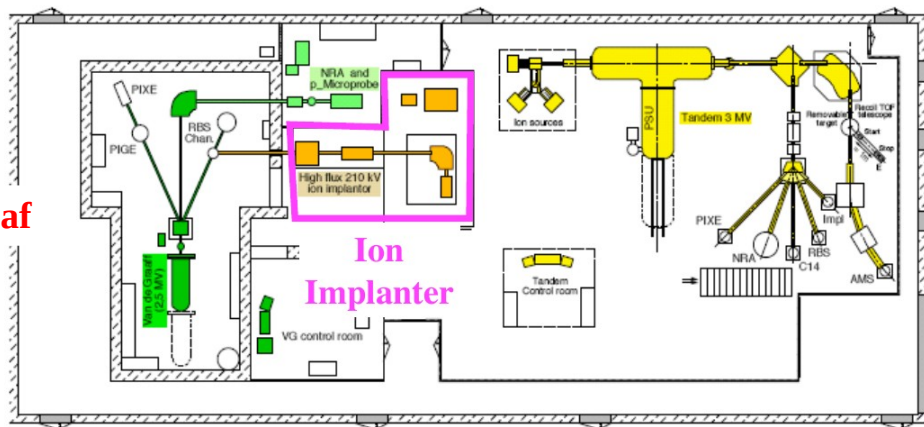 PIXE
PIGE
RBS
Chan.
NRA and
p_Microprobe
High flux 210 kV
ion implantor
af
Ion
Implanter
Van de Graaff
(2,5 MV)
VG control room
Ion sources
PSU
Tandem 3 MV
Removable
target
Recoil TOF
telescope
Start
Stop
E
Tandem
Control room
PIXE
NRA
C14
RBS
Impl
AMS